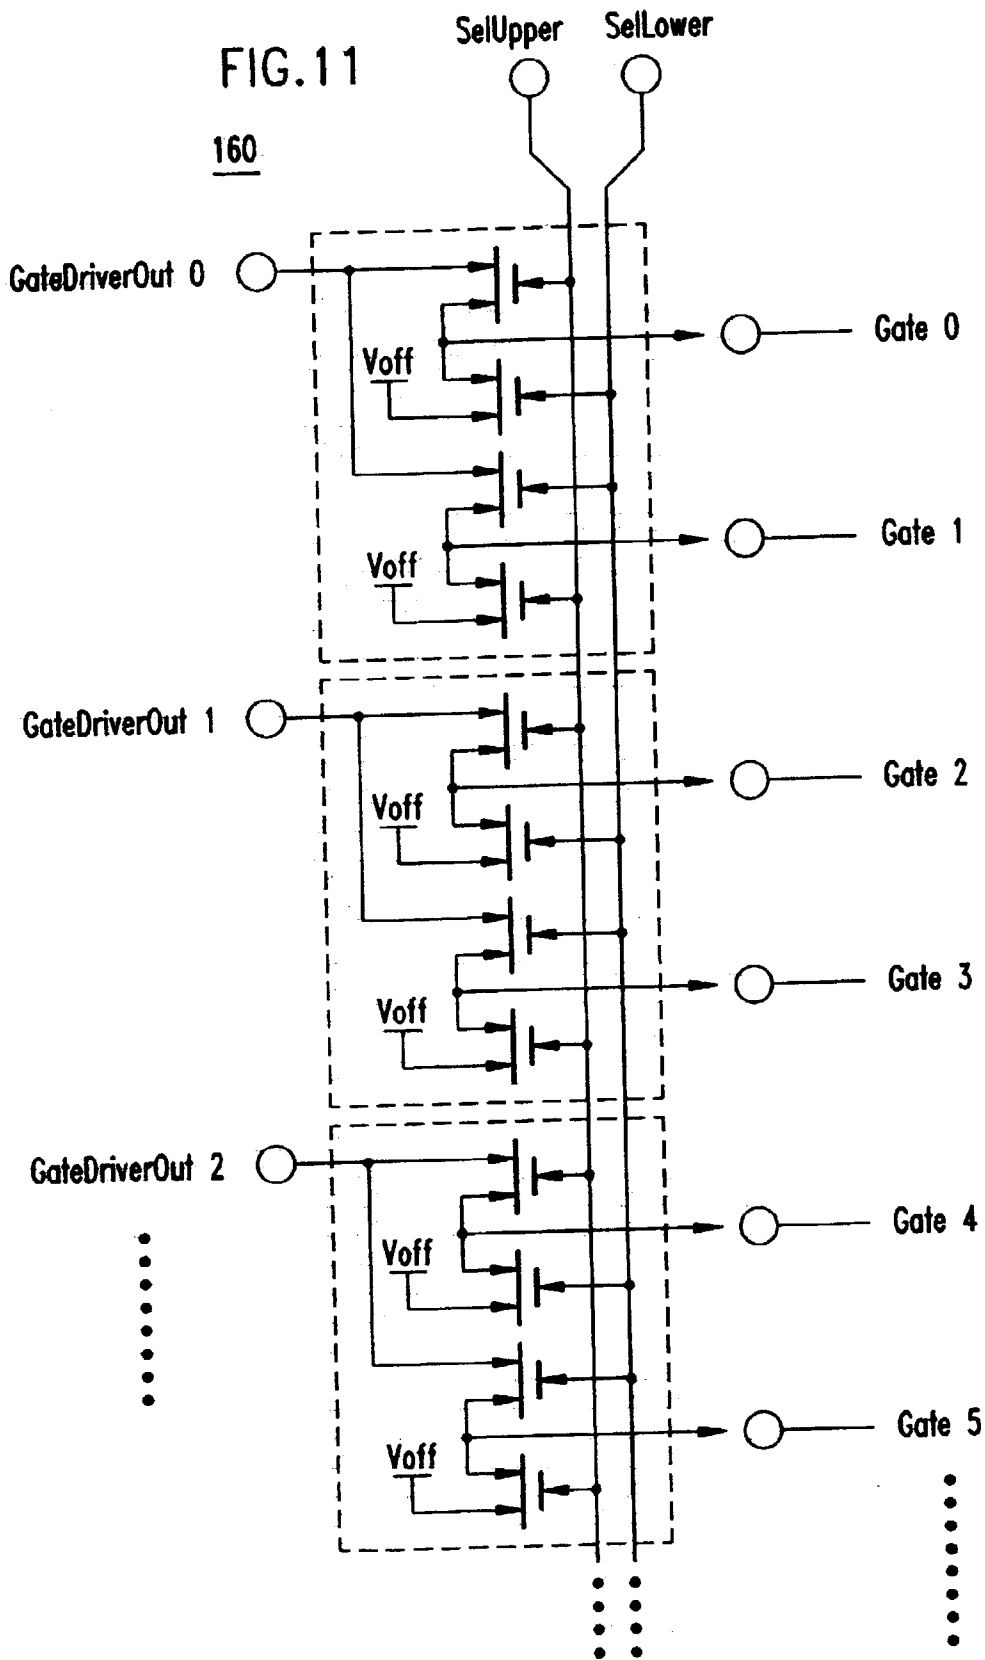 SelUpper SelLower
FIG.11
160
GateDriverOut 0
Gate 0
Voff
Gate 1
Voff
GateDriverOut 1
Gate 2
Voff
Gate 3
Voff
GateDriverOut 2
Gate 4
Voff
Gate 5
Voff